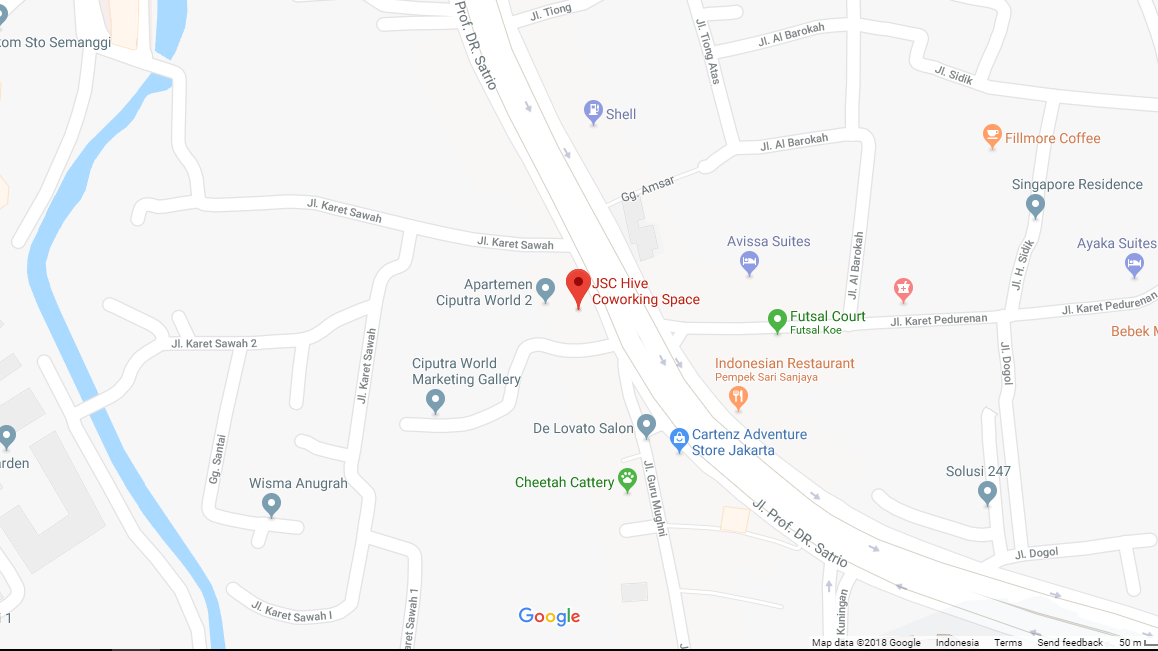 Jl. Tiong
Prof. DR. Satrio
Jl. Tiong Atas
Jl. Al Barokah
Jl. Sidik
kom Sto Semanggi
Shell
Jl. Al Barokah
Fillmore Coffee
Gg. Amsar
Singapore Residence
Jl. Karet Sawah
Jl. Karet Sawah
Avissa Suites
Jl. Al Barokah
Jl. H. Sidik
Ayaka Suites
Apartemen
Ciputra World 2
JSC Hive
Coworking Space
Futsal Court
Futsal Koe
Jl. Karet Pedurenan
Jl. Karet Pedurenan
Bebek M
Jl. Karet Sawah 2
Jl. Karet Sawah
Ciputra World
Marketing Gallery
Indonesian Restaurant
Pempek Sari Sanjaya
Jl. Dogol
De Lovato Salon
Cartenz Adventure
Store Jakarta
arden
Gg. Santai
Wisma Anugrah
Cheetah Cattery
Jl. Guru Mughni
Solusi 247
Jl. Prof. DR. Satrio
Jl. Dogol
Jl. Karet Sawah I
aret Sawah 1
Kuningan
i 1
Google
Map data ©2018 Google
Indonesia
Terms
Send feedback
50 m